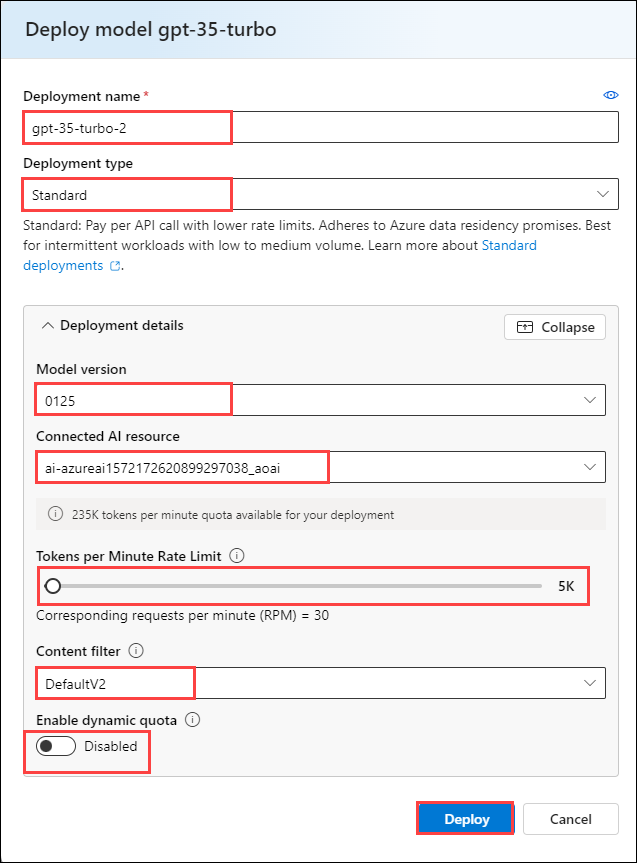 Deploy model gpt-35-turbo
Deployment name *
gpt-35-turbo-2
Deployment type
Standard
Standard: Pay per API call with lower rate limits. Adheres to Azure data residency promises. Best
for intermittent workloads with low to medium volume. Learn more about Standard
deployments.
Deployment details
Collapse
Model version
0125
Connected AI resource
ai-azureai1572172620899297038_aoai
235K tokens per minute quota available for your deployment
Tokens per Minute Rate Limit
5K
Corresponding requests per minute (RPM) = 30
Content filter
DefaultV2
Enable dynamic quota
Disabled
Deploy
Cancel